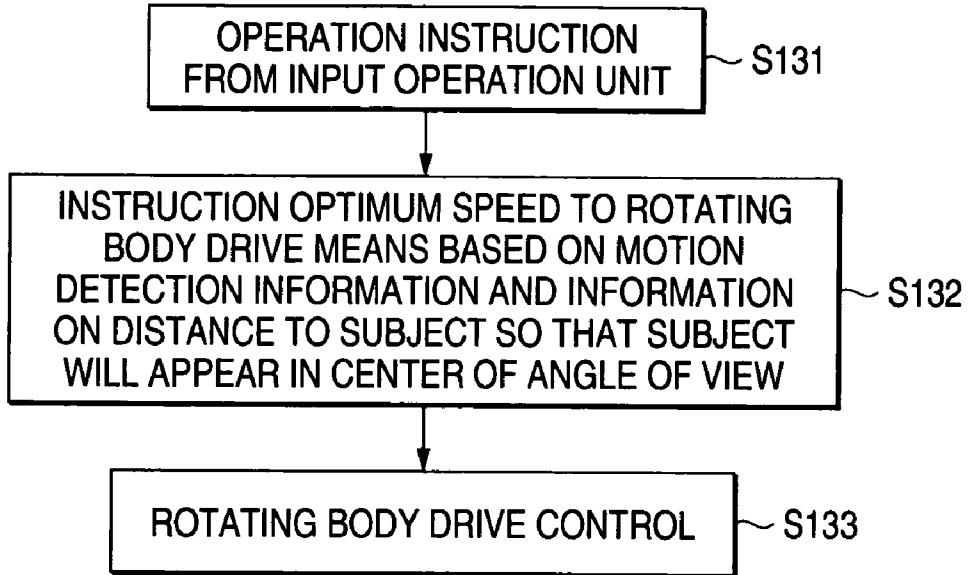 OPERATION INSTRUCTION
FROM INPUT OPERATION UNIT
S131
INSTRUCTION OPTIMUM SPEED TO ROTATING
BODY DRIVE MEANS BASED ON MOTION
DETECTION INFORMATION AND INFORMATION
ON DISTANCE TO SUBJECT SO THAT SUBJECT
WILL APPEAR IN CENTER OF ANGLE OF VIEW
S132
ROTATING BODY DRIVE CONTROL
S133